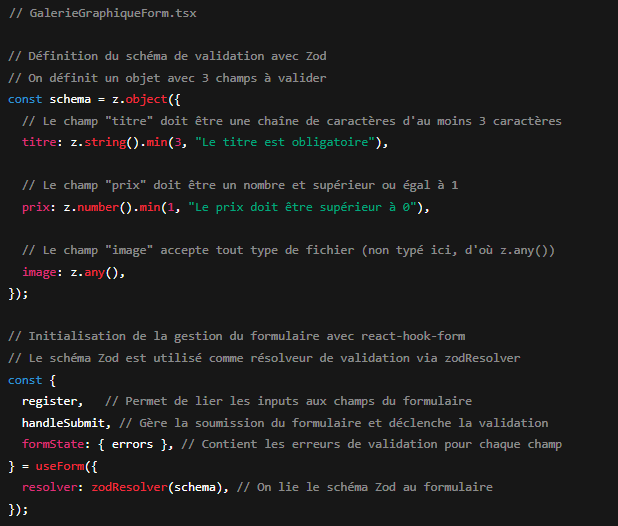 // GalerieGraphiqueForm.tsx

// Définition du schéma de validation avec Zod
// On définit un objet avec 3 champs à valider
const schema = z.object({
  // Le champ "titre" doit être une chaîne de caractères d'au moins 3 caractères
  titre: z.string().min(3, "Le titre est obligatoire"),

  // Le champ "prix" doit être un nombre et supérieur ou égal à 1
  prix: z.number().min(1, "Le prix doit être supérieur à 0"),

  // Le champ "image" accepte tout type de fichier (non typé ici, d'où z.any())
  image: z.any(),
});

// Initialisation de la gestion du formulaire avec react-hook-form
// Le schéma Zod est utilisé comme résolveur de validation via zodResolver
const {
  register,   // Permet de lier les inputs aux champs du formulaire
  handleSubmit, // Gère la soumission du formulaire et déclenche la validation
  formState: { errors }, // Contient les erreurs de validation pour chaque champ
} = useForm({
  resolver: zodResolver(schema), // On lie le schéma Zod au formulaire
});